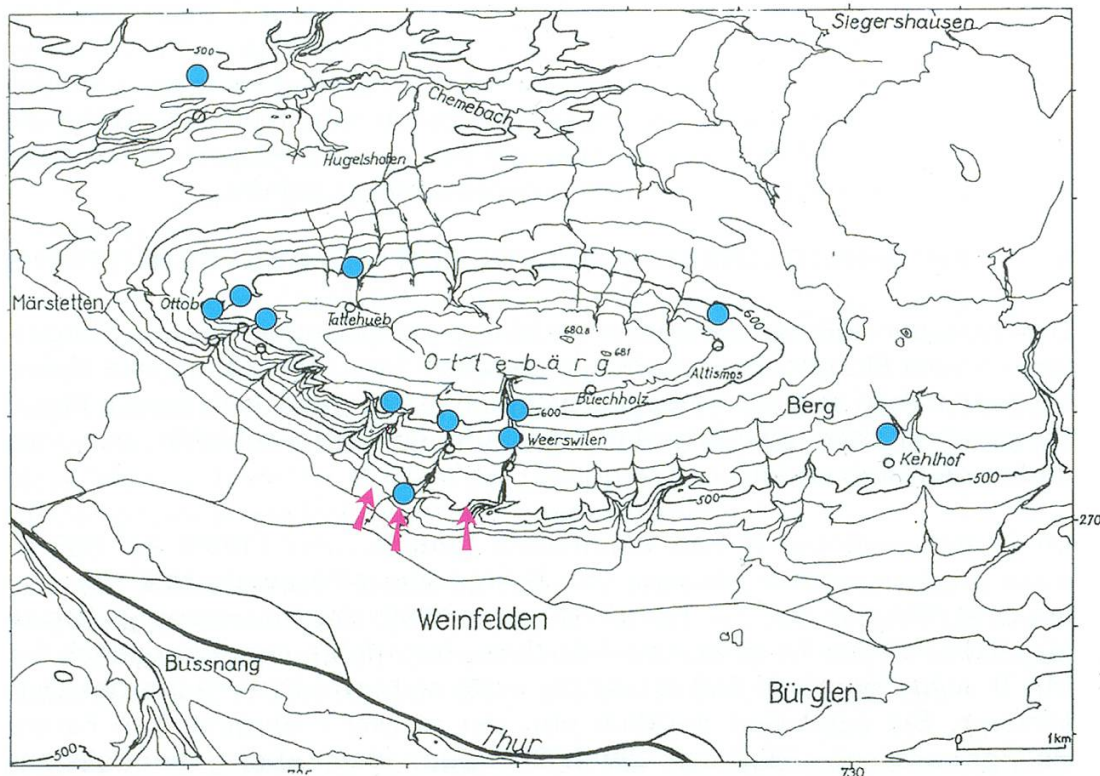 Siegershausen
500
Chemebach
Hugelshofen
Märstetten
Ottob
Tattehueb
600
680.8
681
Ottebärg
Altismos
Buechholz
600
Berg
Weerswilen
Kehlhof
500
500
270
Weinfelden
Bussnang
Bürglen
Thur
500
0 1km
730